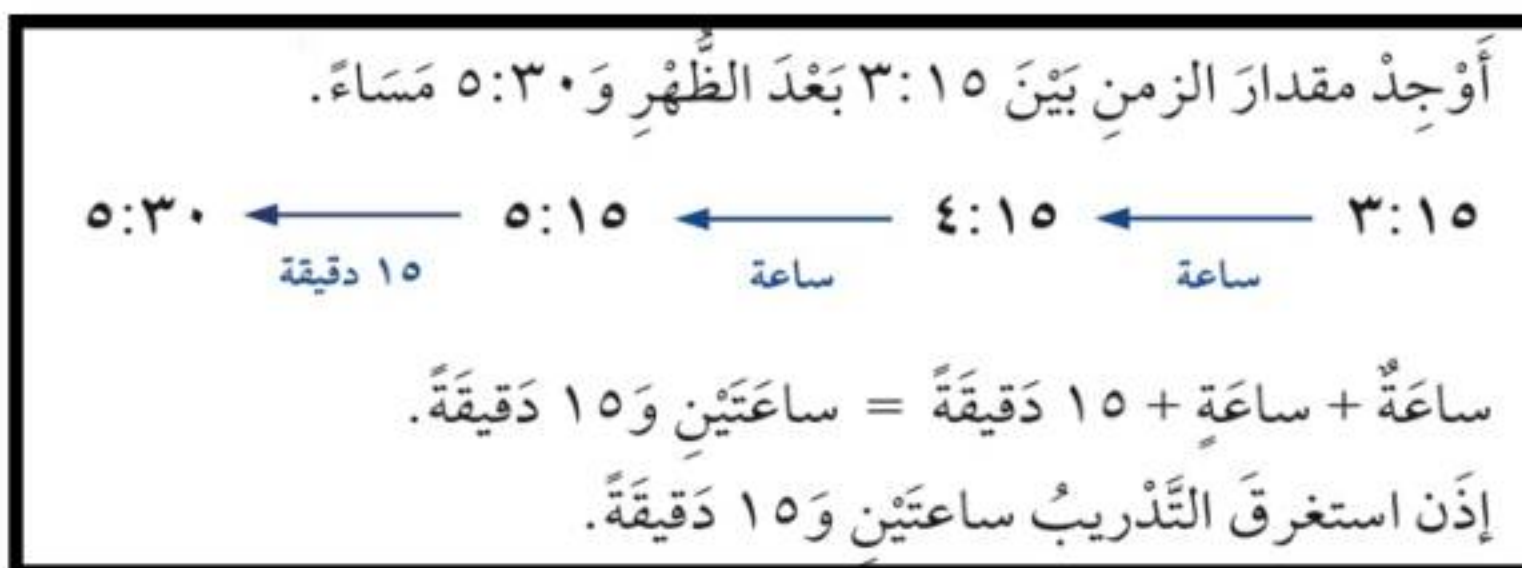 أَوْجِدْ مقدارَ الزمنِ بَيْنَ ٣:١٥ بَعْدَ الظُّهْرِ وَ ٥:٣٠ مَسَاءً.
٣:١٥ ← ٤:١٥ ← ٥:١٥ ← ٥:٣٠
ساعة ساعة ١٥ دقيقة
ساعَةٌ + ساعَةٍ + ١٥ دَقيقَةً = ساعَتَيْنِ وَ ١٥ دَقيقَةً.
إِذَن استغرقَ التَّدْريبُ ساعتَيْنِ وَ ١٥ دَقيقَةً.